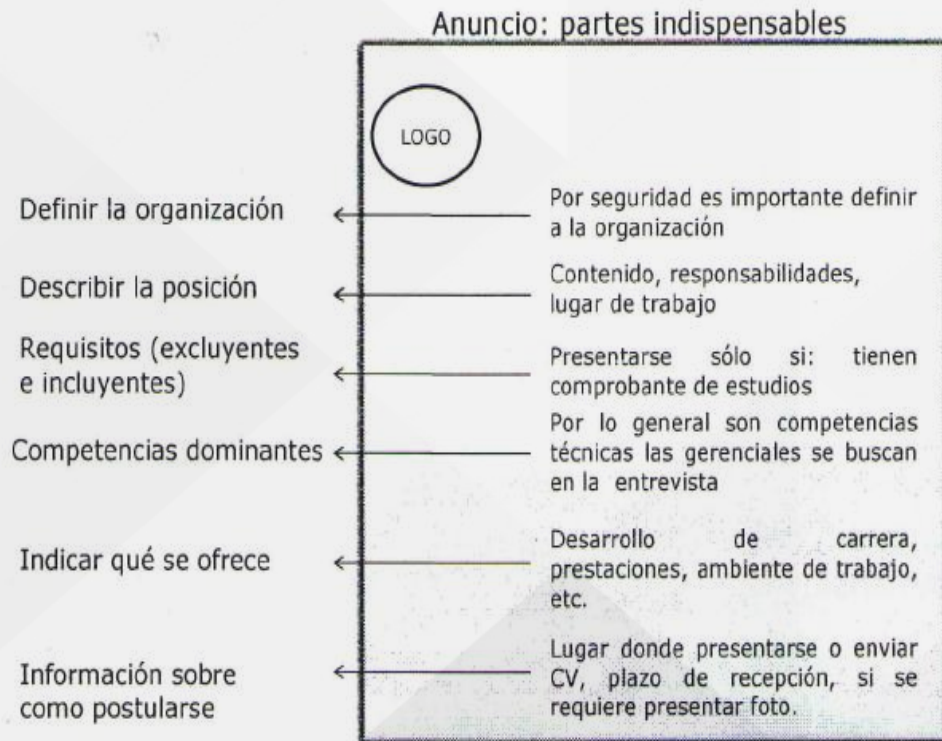 Anuncio: partes indispensables
LOGO
Definir la organización
Por seguridad es importante definir
a la organización
Describir la posición
Contenido, responsabilidades,
lugar de trabajo
Requisitos (excluyentes
e incluyentes)
Presentarse sólo si: tienen
comprobante de estudios
Competencias dominantes
Por lo general son competencias
técnicas las gerenciales se buscan
en la entrevista
Indicar qué se ofrece
Desarrollo de carrera,
prestaciones, ambiente de trabajo,
etc.
Información sobre
como postularse
Lugar donde presentarse o enviar
CV, plazo de recepción, si se
requiere presentar foto.